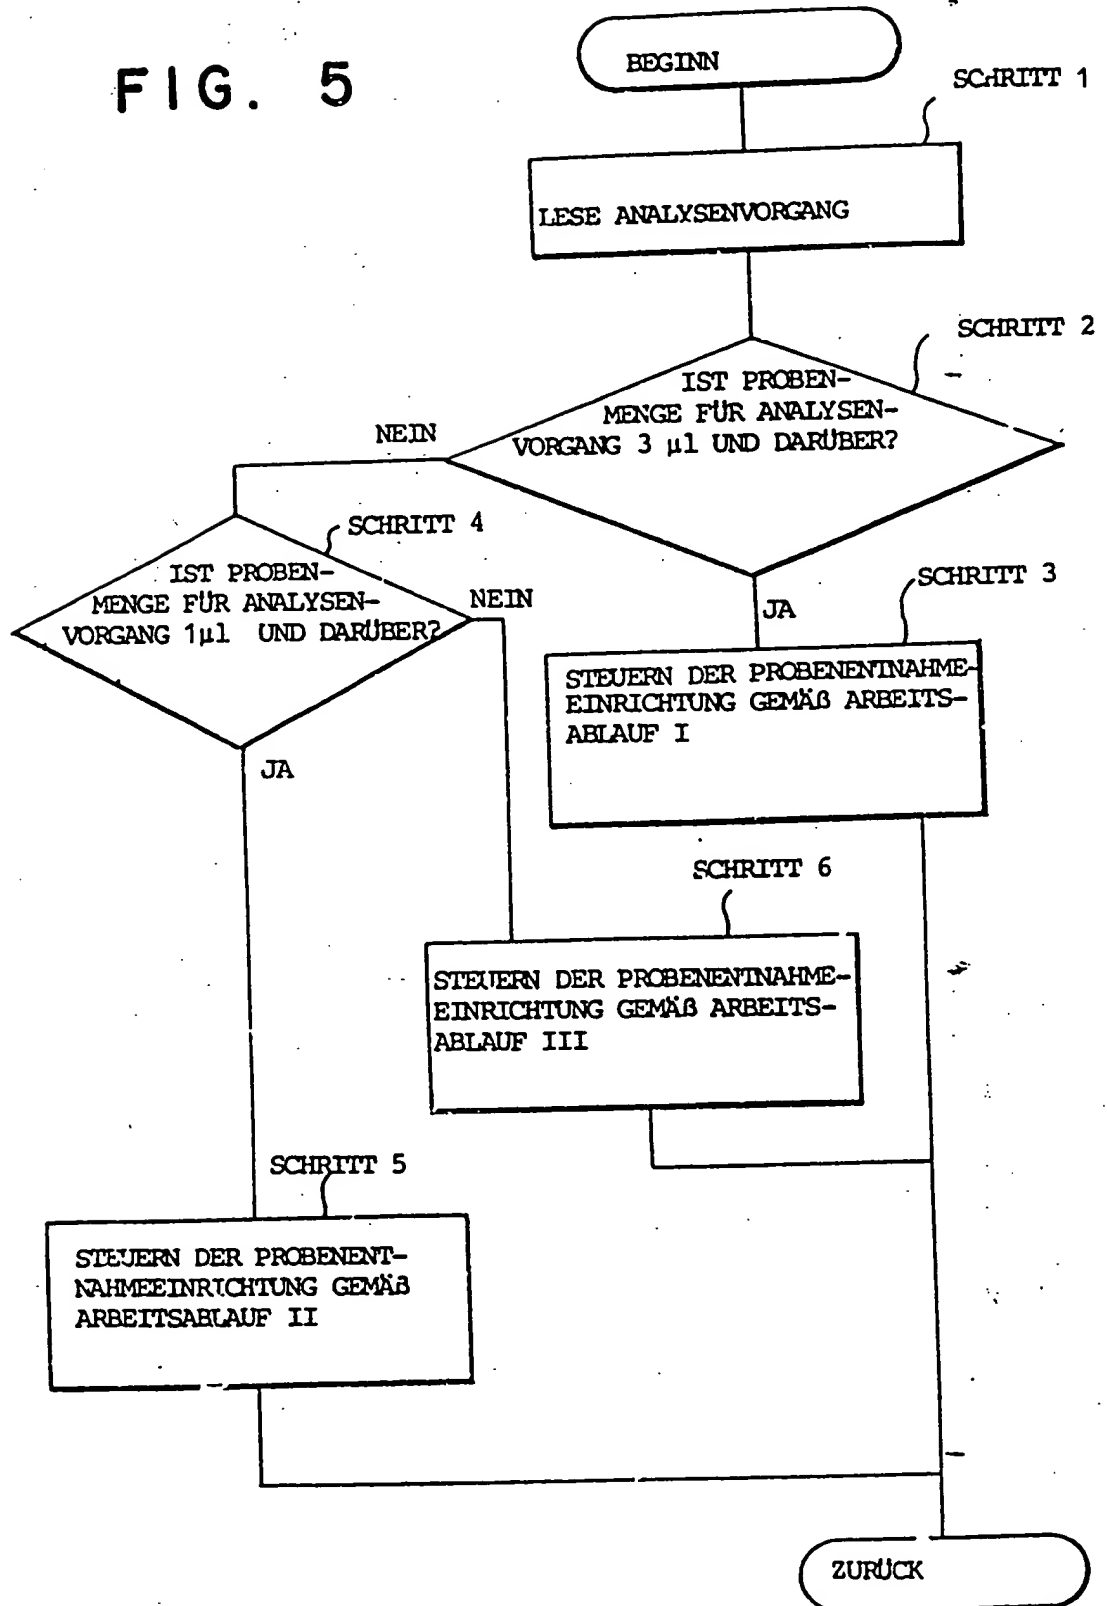 FIG. 5
BEGINN
SCHRITT 1
LESE ANALYSENVORGANG
SCHRITT 2
IST PROBEN-
MENGE FÜR ANALYSEN-
VORGANG 3 µl UND DARÜBER?
NEIN
SCHRITT 4
IST PROBEN-
MENGE FÜR ANALYSEN-
VORGANG 1µl UND DARÜBER?
NEIN
JA
SCHRITT 3
JA
STEUERN DER PROBENENTNAHME-
EINRICHTUNG GEMÄß ARBEITS-
ABLAUF I
SCHRITT 6
STEUERN DER PROBENENTNAHME-
EINRICHTUNG GEMÄß ARBEITS-
ABLAUF III
SCHRITT 5
STEUERN DER PROBENENT-
NAHMEEINRICHTUNG GEMÄß
ARBEITSABLAUF II
ZURÜCK